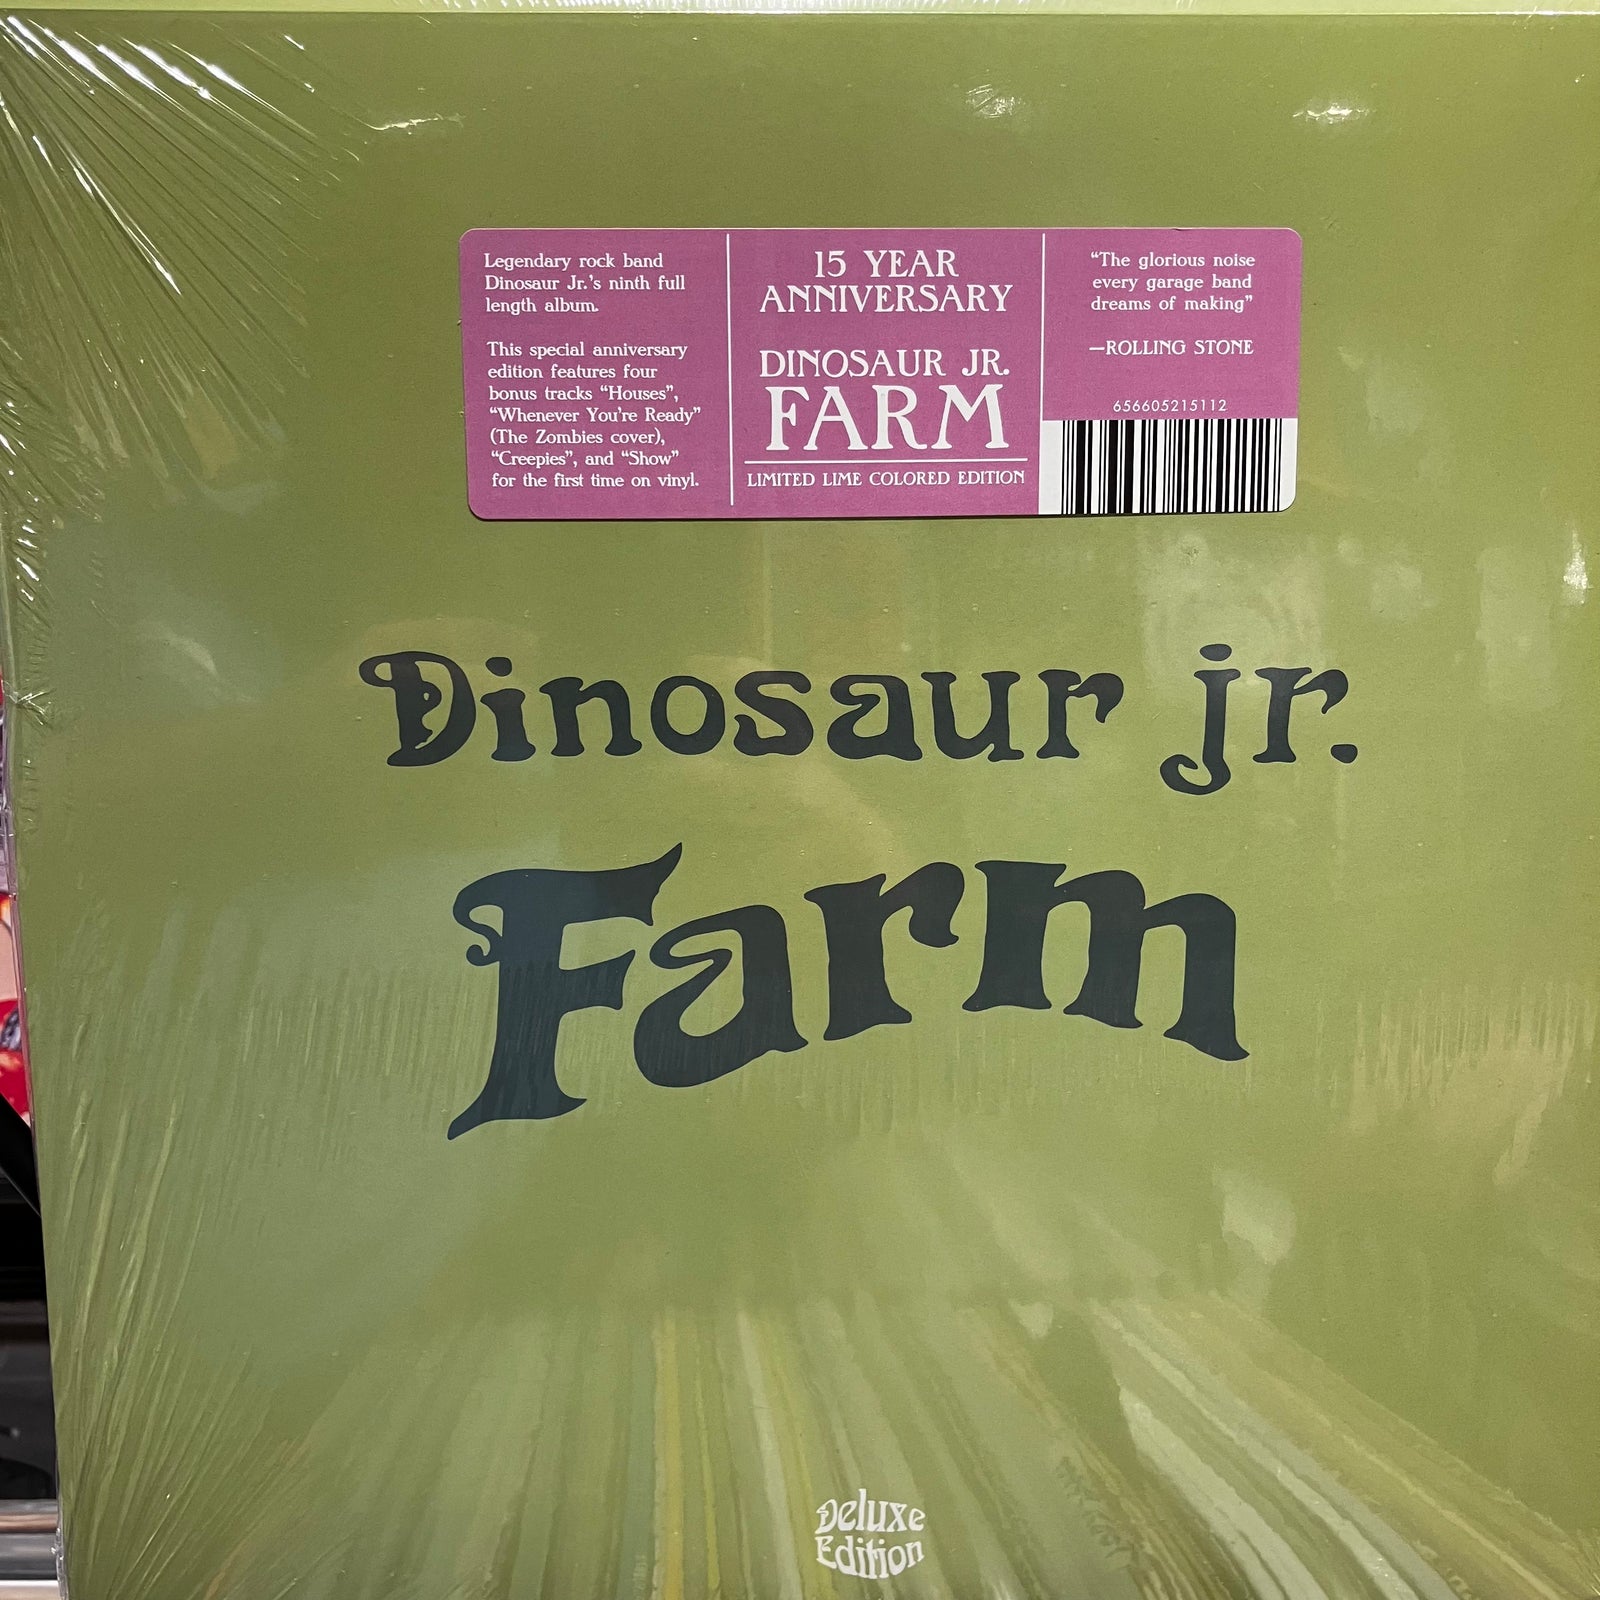 Legendary rock band
Dinosaur Jr.'s ninth full
length album.
This special anniversary
edition features four
bonus tracks “Houses”,
“Whenever You're Ready”
(The Zombies cover),
“Creepies”, and “Show”
for the first time on vinyl.
15 YEAR
ANNIVERSARY
DINOSAUR JR.
FARM
LIMITED LIME COLORED EDITION
“The glorious noise
every garage band
dreams of making”
—ROLLING STONE
656605215112
Dinosaur jr.
Farm
Deluxe
Edition